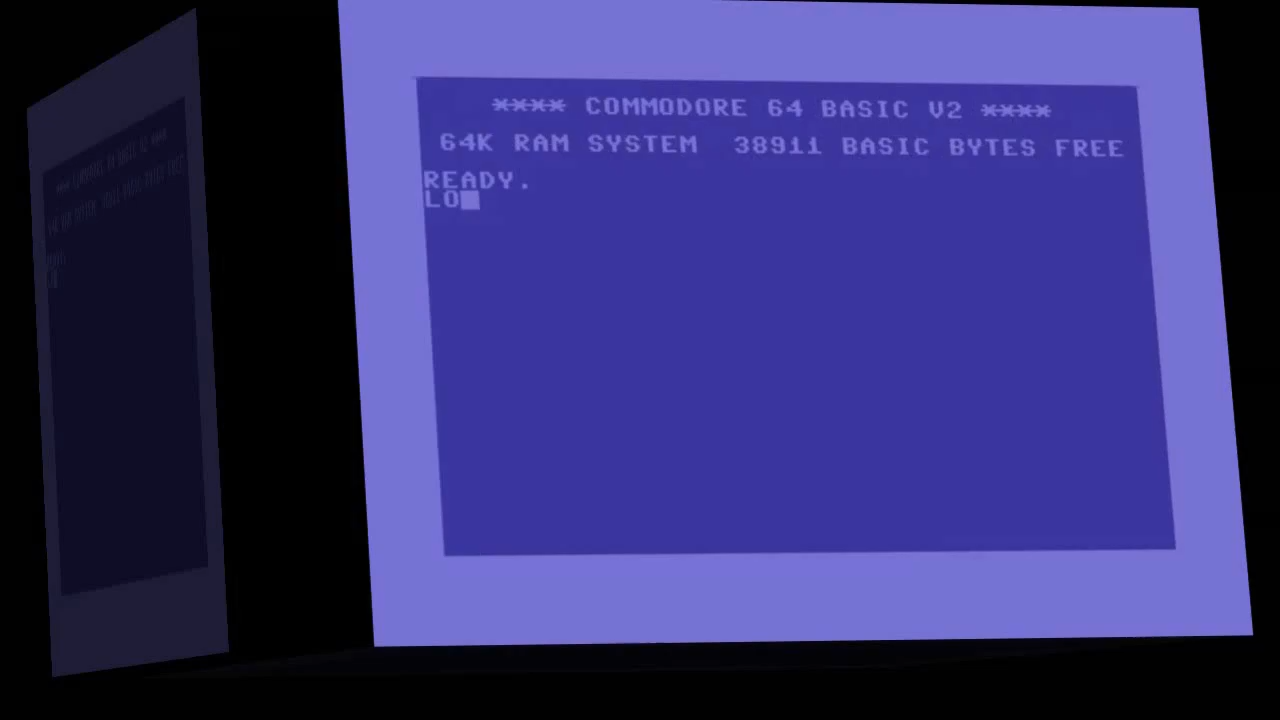 **** COMMODORE 64 BASIC V2 ****
64K RAM SYSTEM  38911 BASIC BYTES FREE
READY.
LO